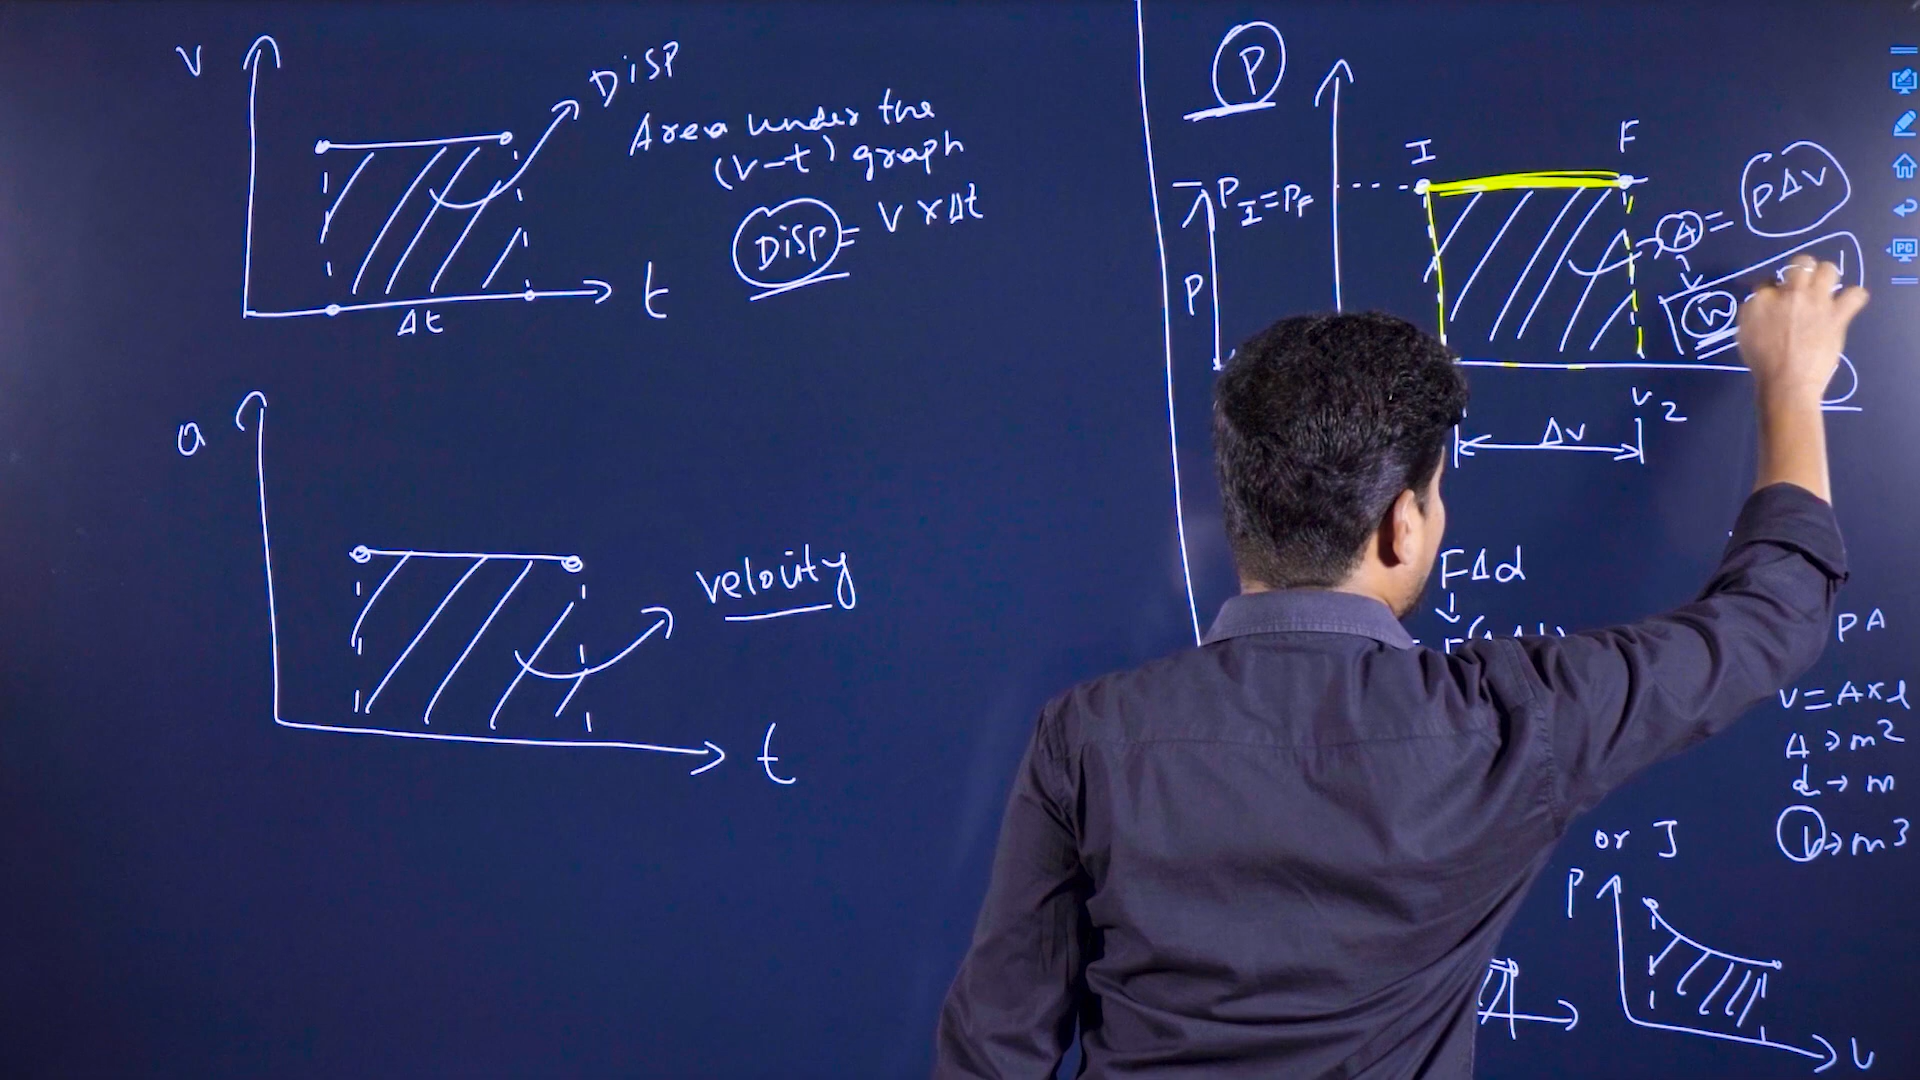 V
DISP
Area under the
(V-t) graph
DISP = V × Δt
Δt
t
a
velocity
t
P
I
F
P_I = P_F
P
A = PΔV
W
V2
ΔV
FΔd
PA
V = A × d
A → m2
d → m
→ m3
or J
P
V
PC